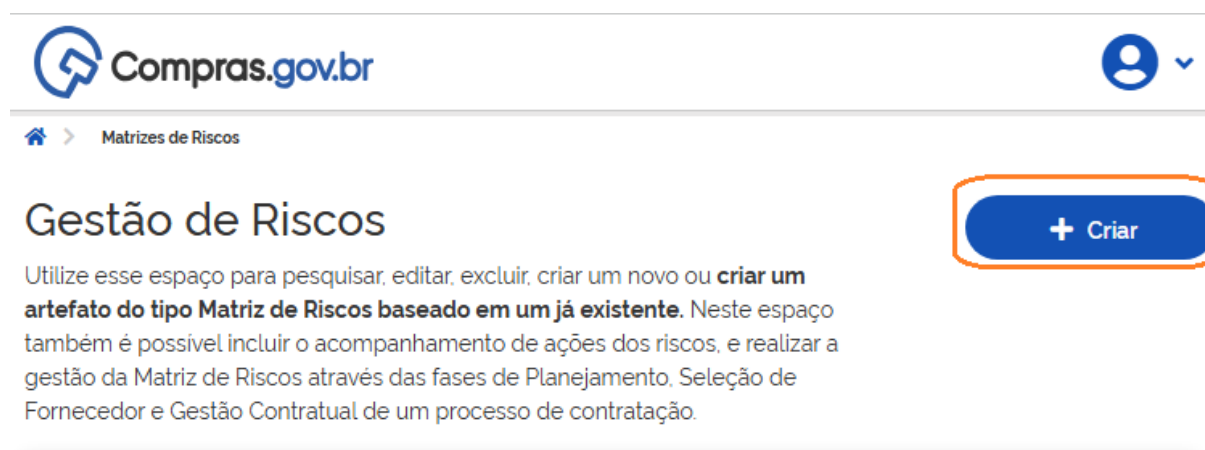 Compras.gov.br
Matrizes de Riscos
Gestão de Riscos
+ Criar
Utilize esse espaço para pesquisar, editar, excluir, criar um novo ou criar um
artefato do tipo Matriz de Riscos baseado em um já existente. Neste espaço
também é possível incluir o acompanhamento de ações dos riscos, e realizar a
gestão da Matriz de Riscos através das fases de Planejamento, Seleção de
Fornecedor e Gestão Contratual de um processo de contratação.